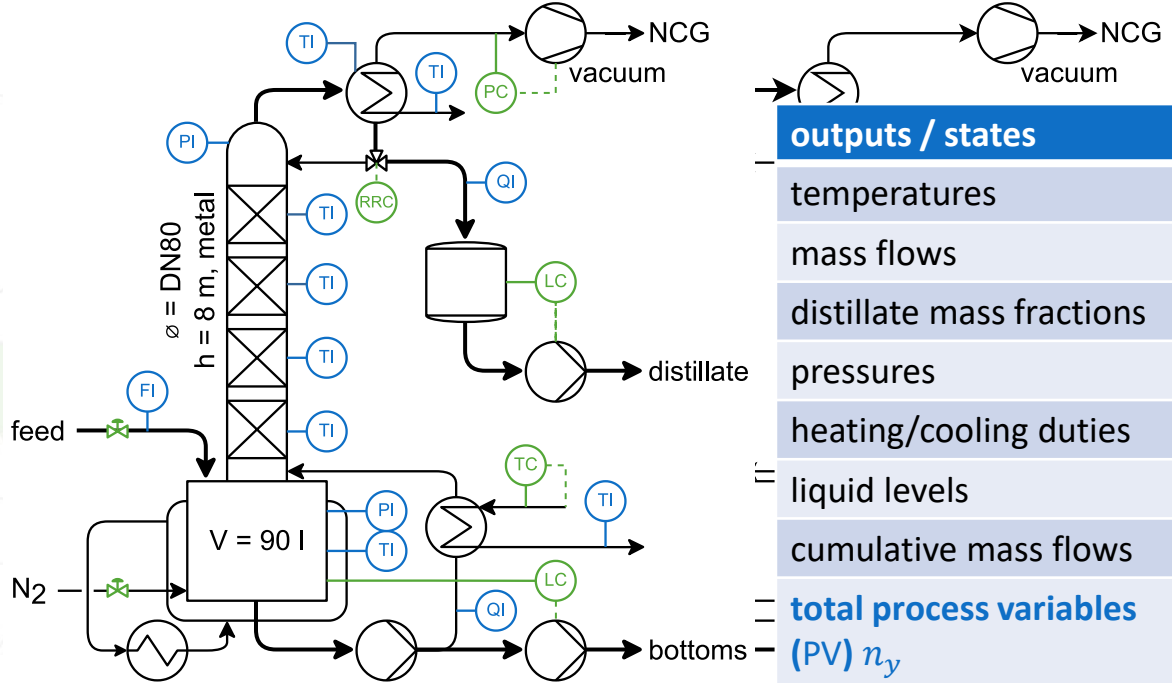 NCG
NCG
TI
TI
vacuum
vacuum
PC
outputs / states
PI
QI
RRC
temperatures
TI
mass flows
ø = DN80
h = 8 m, metal
TI
LC
distillate mass fractions
TI
distillate
pressures
FI
feed
TI
heating/cooling duties
TC
TI
liquid levels
PI
V = 90 l
TI
cumulative mass flows
N2
LC
QI
total process variables
bottoms
(PV) ny